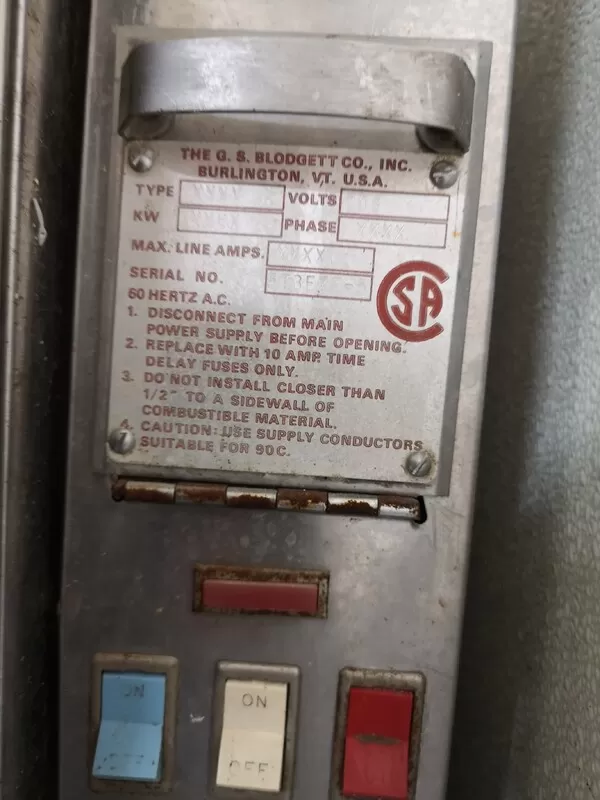 THE G. S. BLODGETT CO., INC.
BURLINGTON, VT. U.S.A.
TYPE VOLTS
KW PHASE
MAX. LINE AMPS.
SERIAL NO.
60 HERTZ A.C.
CSA
1. DISCONNECT FROM MAIN
POWER SUPPLY BEFORE OPENING.
2. REPLACE WITH 10 AMP. TIME
DELAY FUSES ONLY.
3. DO NOT INSTALL CLOSER THAN
1/2" TO A SIDEWALL OF
COMBUSTIBLE MATERIAL.
4. CAUTION: USE SUPPLY CONDUCTORS
SUITABLE FOR 90C.
ON ON
OFF OFF